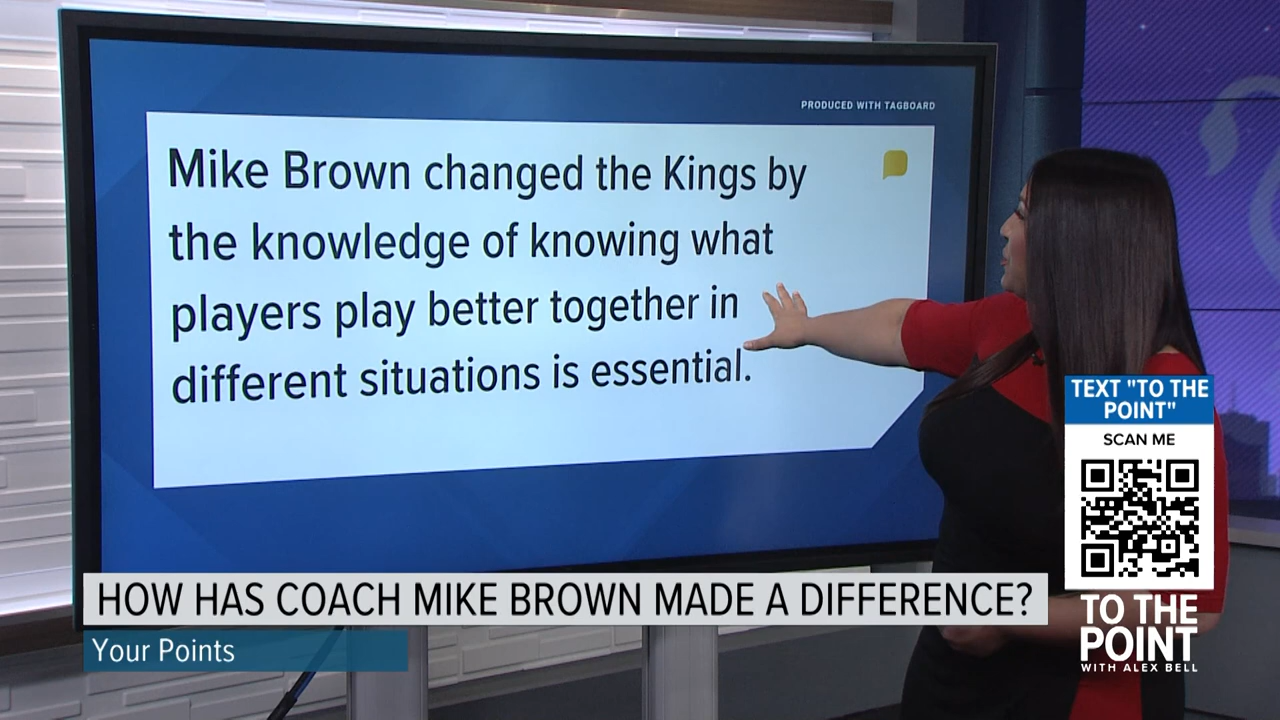 PRODUCED WITH TAGBOARD
Mike Brown changed the Kings by
the knowledge of knowing what
players play better together in
different situations is essential.
TEXT "TO THE
POINT"
SCAN ME
HOW HAS COACH MIKE BROWN MADE A DIFFERENCE?
Your Points
TO THE
POINT
WITH ALEX BELL